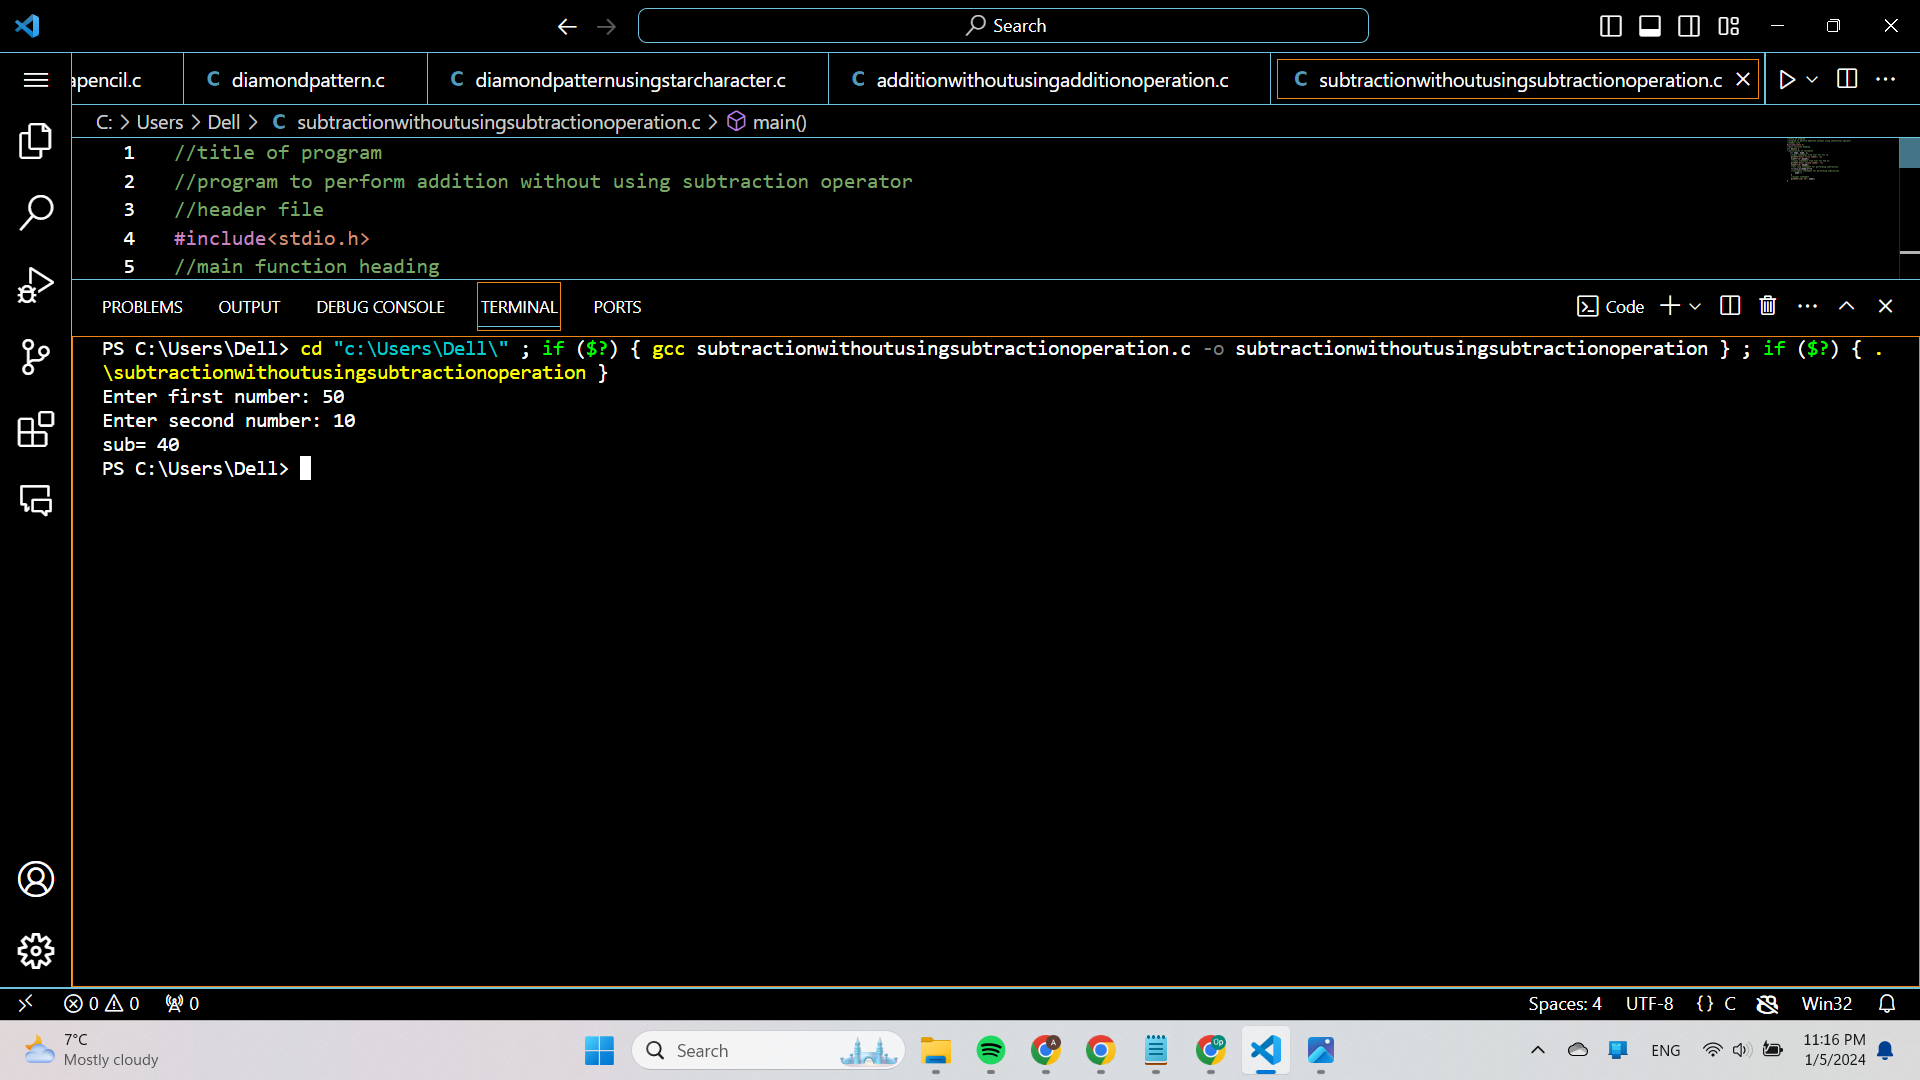 Search
apencil.c
C diamondpattern.c
C diamondpatternusingstarcharacter.c
C additionwithoutusingadditionoperation.c
C subtractionwithoutusingsubtractionoperation.c
C: > Users > Dell > C subtractionwithoutusingsubtractionoperation.c > main()
1 //title of program
2 //program to perform addition without using subtraction operator
3 //header file
4 #include<stdio.h>
5 //main function heading
PROBLEMS OUTPUT DEBUG CONSOLE TERMINAL PORTS
Code
PS C:\Users\Dell> cd "c:\Users\Dell\" ; if ($?) { gcc subtractionwithoutusingsubtractionoperation.c -o subtractionwithoutusingsubtractionoperation } ; if ($?) { .
\subtractionwithoutusingsubtractionoperation }
Enter first number: 50
Enter second number: 10
sub= 40
PS C:\Users\Dell>
0 0 0
Spaces: 4 UTF-8 {} C Win32
7°C
Mostly cloudy
Search
A
Op
ENG
11:16 PM
1/5/2024